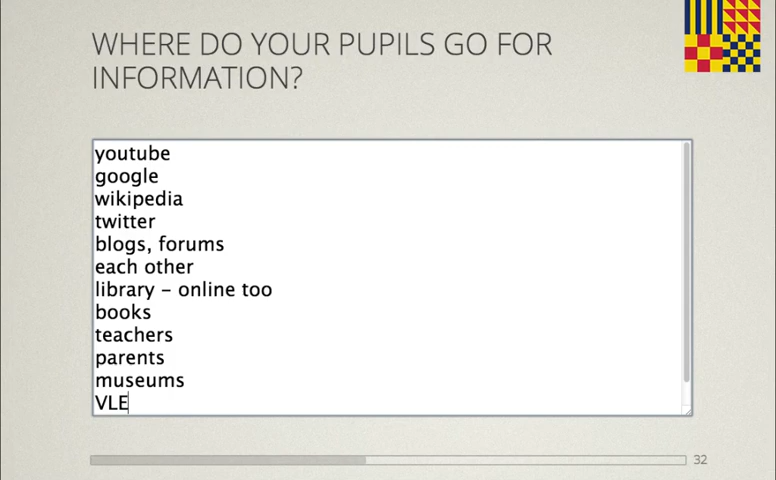 WHERE DO YOUR PUPILS GO FOR
INFORMATION?
youtube
google
wikipedia
twitter
blogs, forums
each other
library – online too
books
teachers
parents
museums
VLE
32